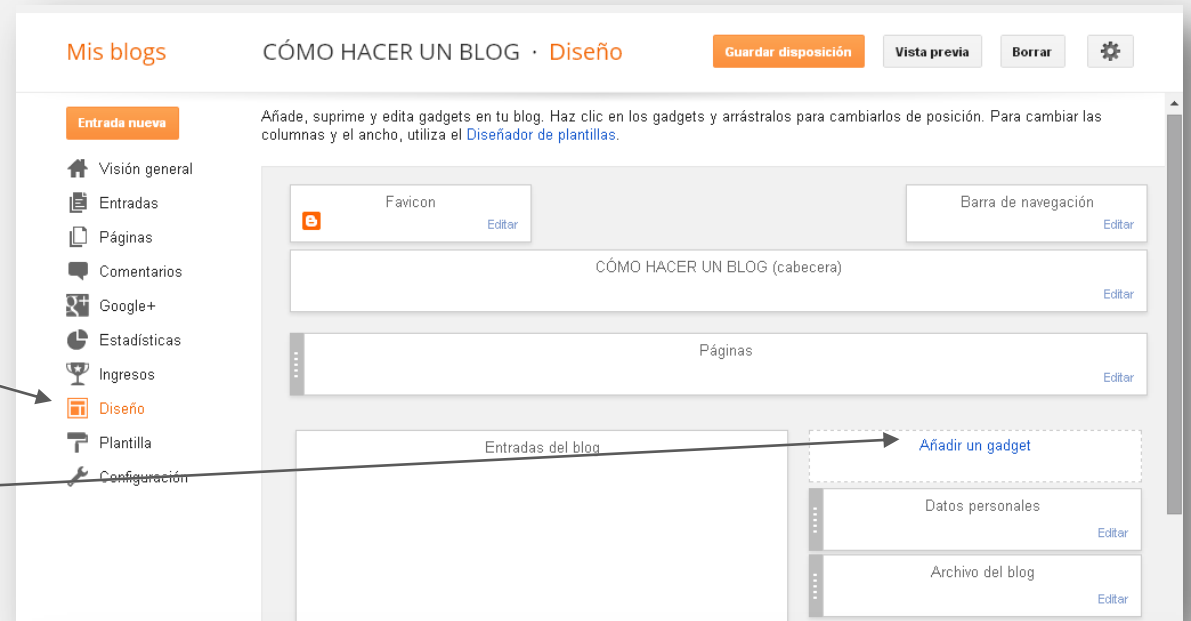 Mis blogs
CÓMO HACER UN BLOG · Diseño
Guardar disposición
Vista previa
Borrar
Entrada nueva
Visión general
Entradas
Páginas
Comentarios
Google+
Estadísticas
Ingresos
Diseño
Plantilla
Configuración
Añade, suprime y edita gadgets en tu blog. Haz clic en los gadgets y arrástralos para cambiarlos de posición. Para cambiar las
columnas y el ancho, utiliza el Diseñador de plantillas.
Favicon
Editar
Barra de navegación
Editar
CÓMO HACER UN BLOG (cabecera)
Editar
Páginas
Editar
Entradas del blog
Añadir un gadget
Datos personales
Editar
Archivo del blog
Editar